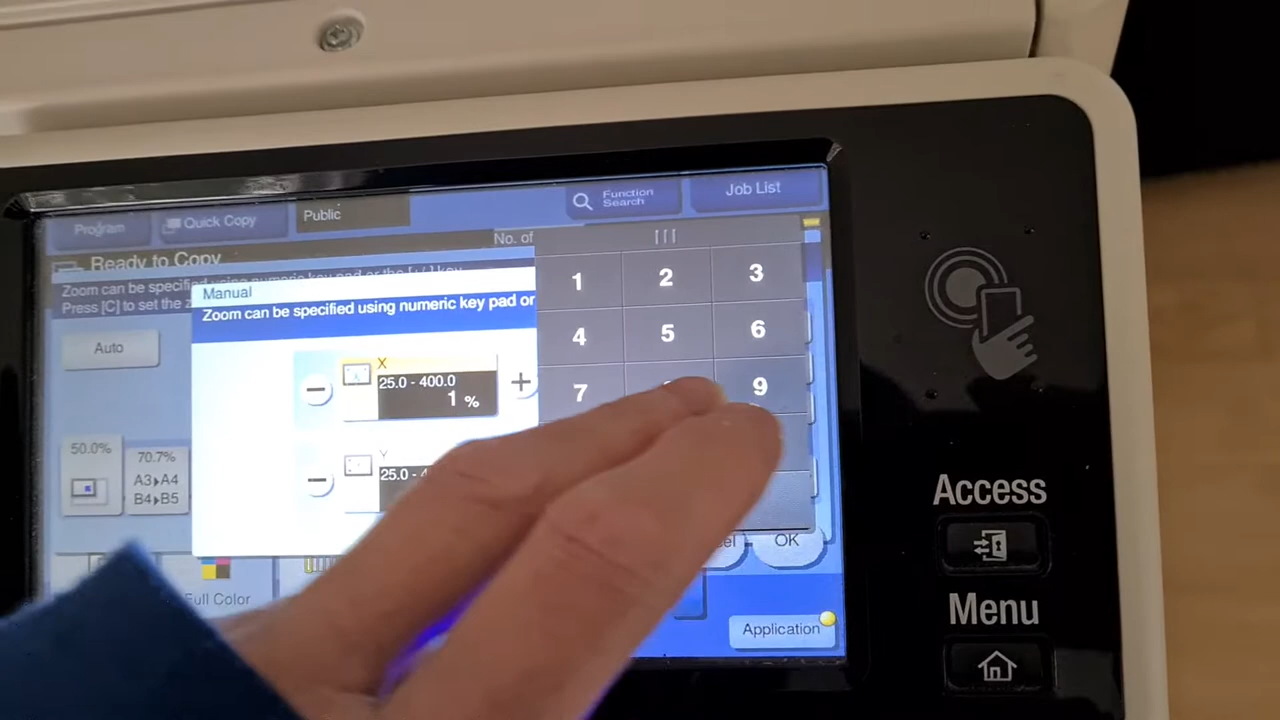 Program
Quick Copy
Public
Function
Search
Job List
Ready to Copy
No. of
Zoom can be specified using numeric key pad or the [+/-] key
Press [C] to set the z
Manual
Zoom can be specified using numeric key pad or
Auto
X
25.0 - 400.0
1 %
Y
25.0 - 4
1 2 3
4 5 6
7 9
50.0%
70.7%
A3▸A4
B4▸B5
OK
Full Color
Application
Access
Menu